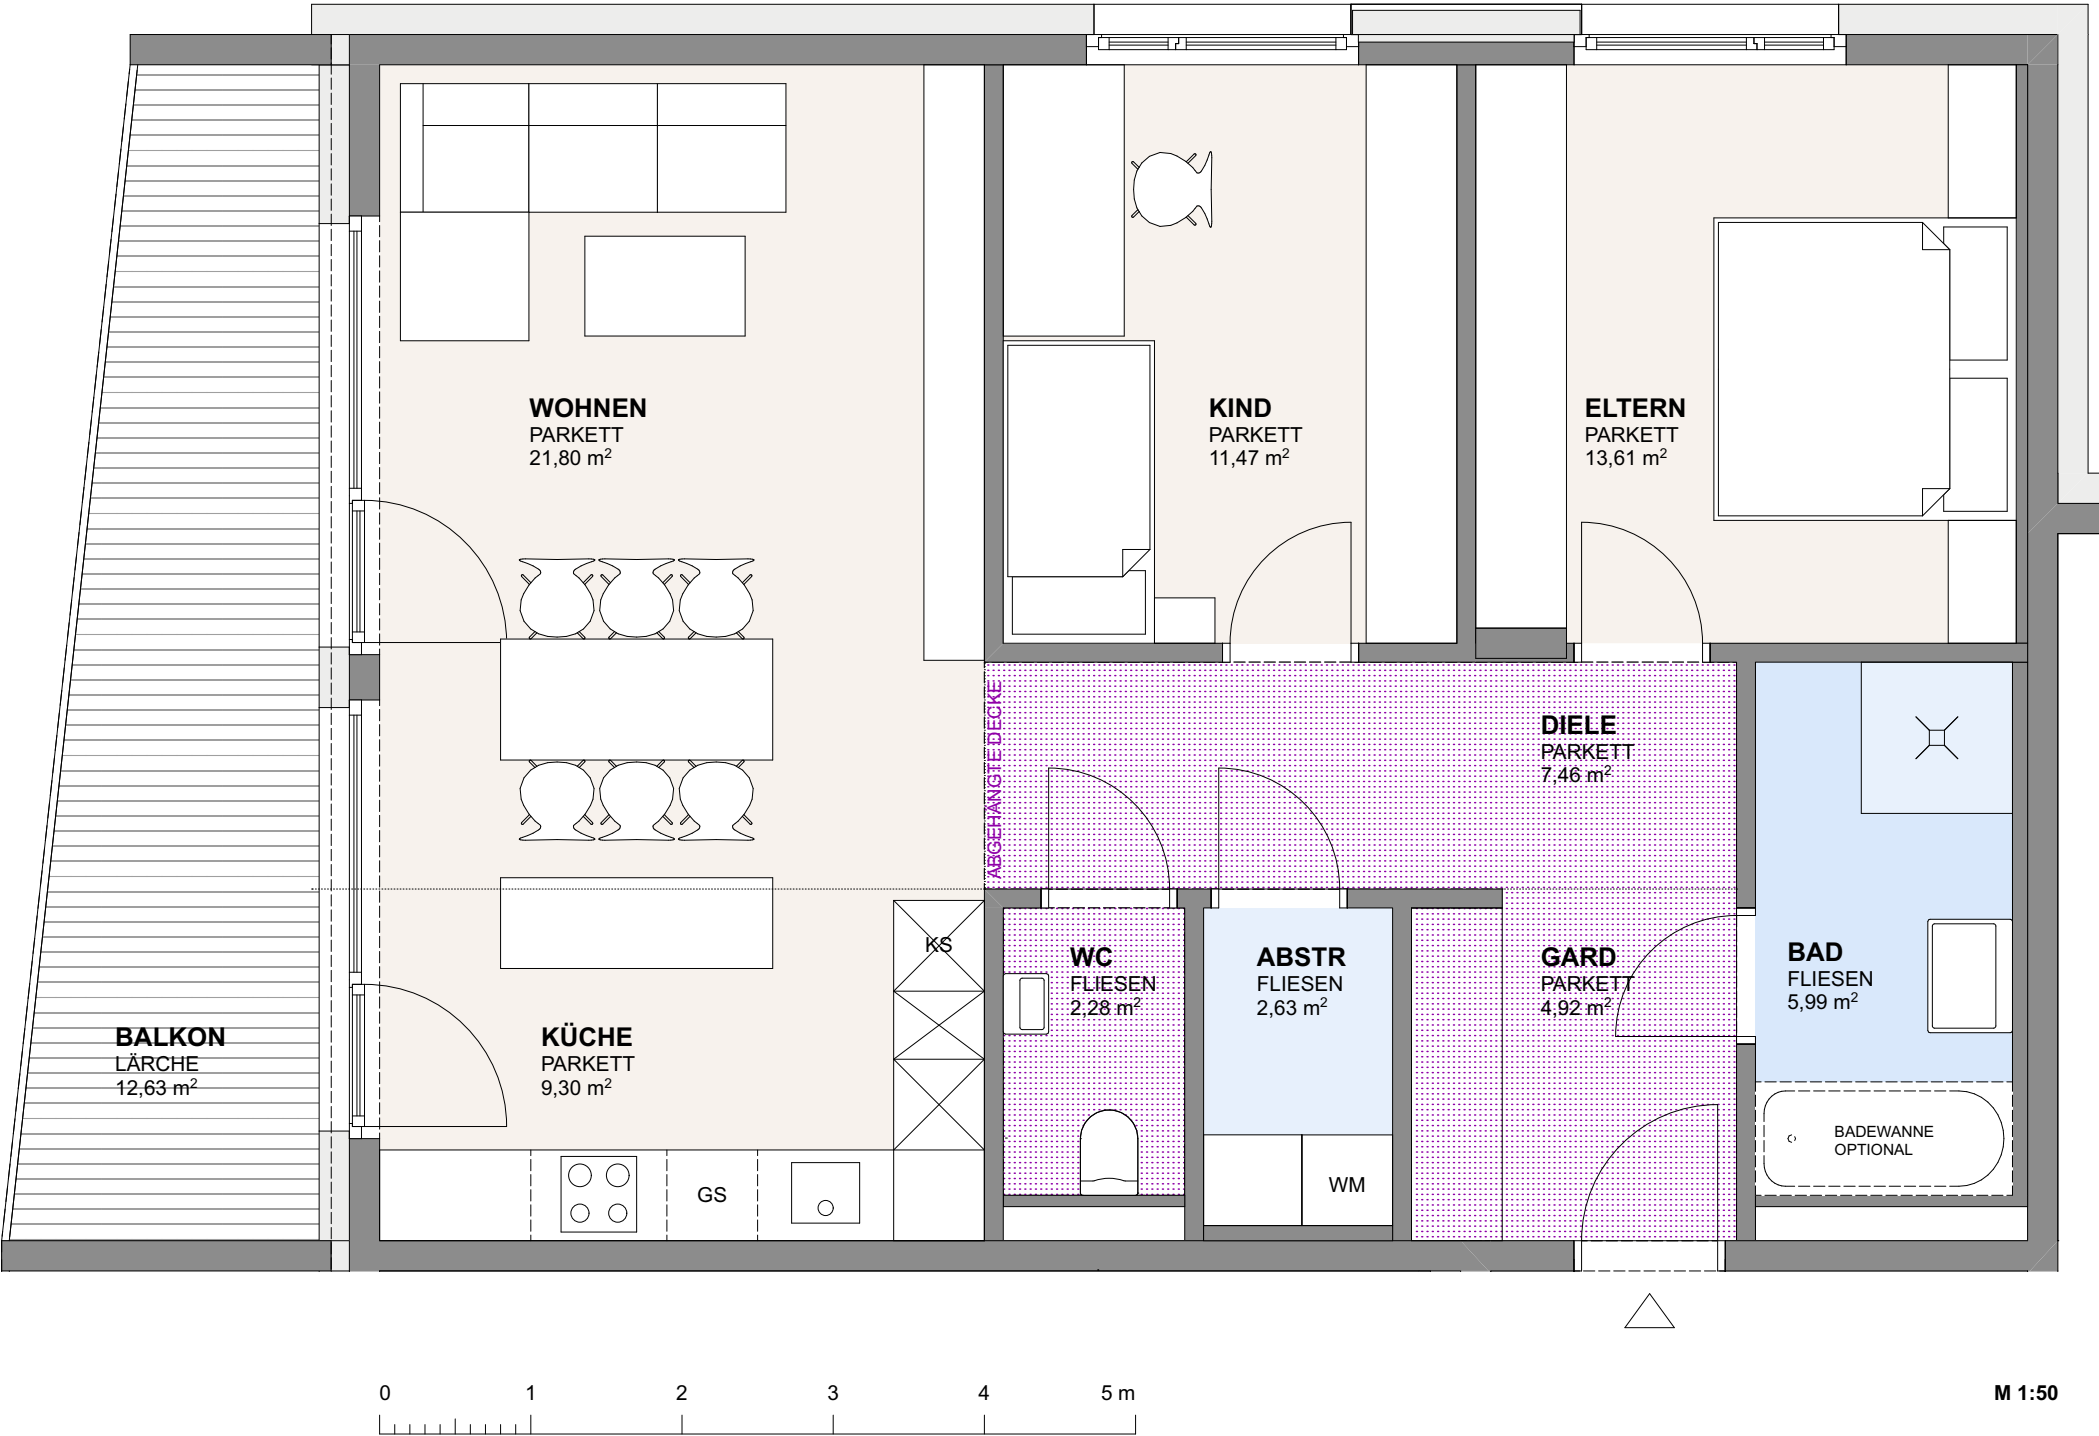 WOHNEN
PARKETT
21,80 m²
KIND
PARKETT
11,47 m²
ELTERN
PARKETT
13,61 m²
ABGEHÄNGTE DECKE
DIELE
PARKETT
7,46 m²
BALKON
LÄRCHE
12,63 m²
KÜCHE
PARKETT
9,30 m²
KS
GS
WC
FLIESEN
2,28 m²
ABSTR
FLIESEN
2,63 m²
WM
GARD
PARKETT
4,92 m²
BAD
FLIESEN
5,99 m²
BADEWANNE
OPTIONAL
0 1 2 3 4 5 m
M 1:50